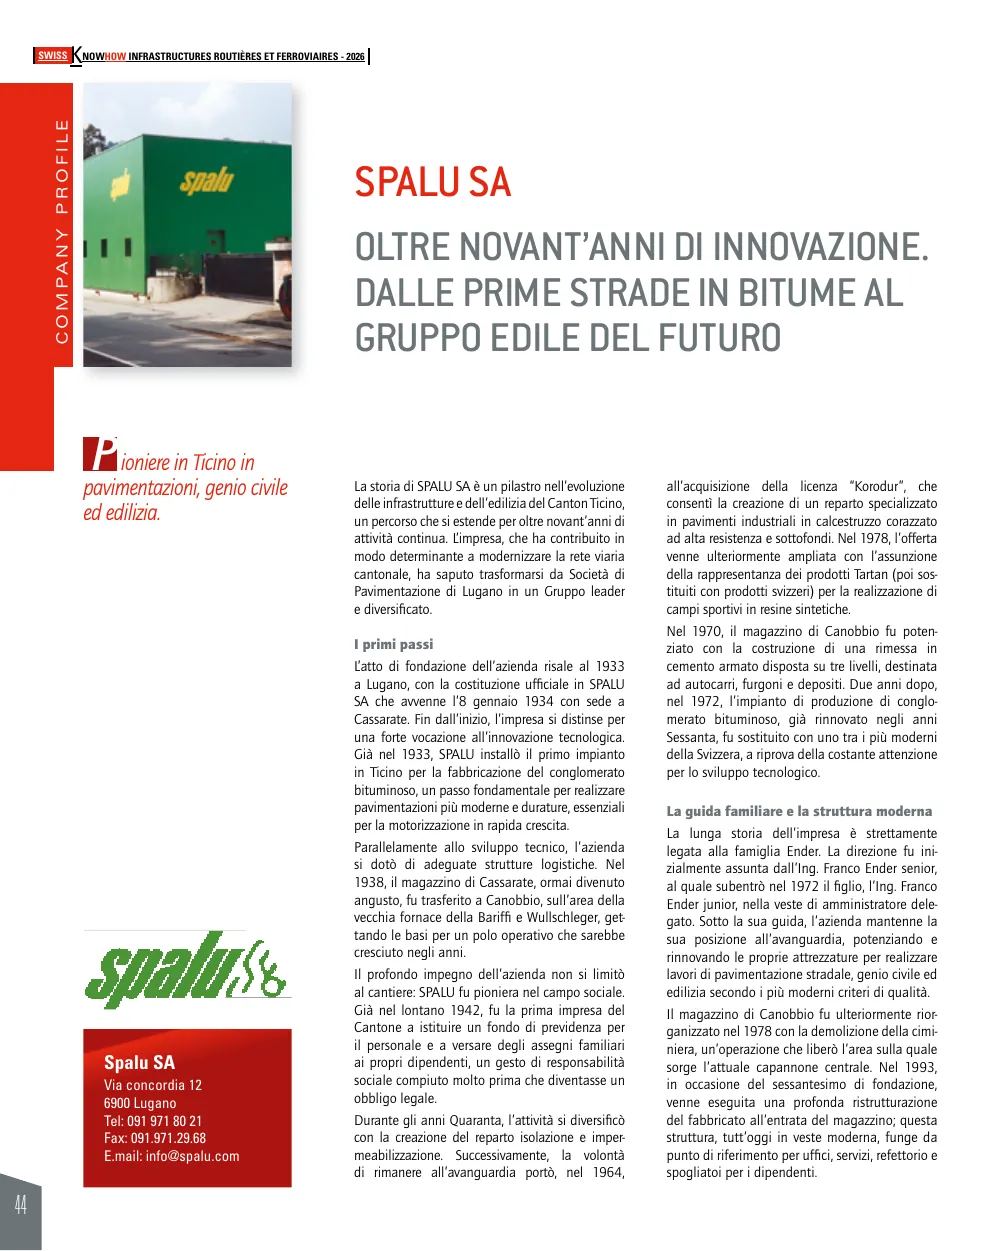 SWISS KNOWHOW INFRASTRUCTURES ROUTIÈRES ET FERROVIAIRES - 2026
COMPANY PROFILE
spalu
spalu
SPALU SA
OLTRE NOVANT’ANNI DI INNOVAZIONE.
DALLE PRIME STRADE IN BITUME AL
GRUPPO EDILE DEL FUTURO
Pioniere in Ticino in
pavimentazioni, genio civile
ed edilizia.
La storia di SPALU SA è un pilastro nell’evoluzione
delle infrastrutture e dell’edilizia del Canton Ticino,
un percorso che si estende per oltre novant’anni di
attività continua. L’impresa, che ha contribuito in
modo determinante a modernizzare la rete viaria
cantonale, ha saputo trasformarsi da Società di
Pavimentazione di Lugano in un Gruppo leader
e diversificato.
I primi passi
L’atto di fondazione dell’azienda risale al 1933
a Lugano, con la costituzione ufficiale in SPALU
SA che avvenne l’8 gennaio 1934 con sede a
Cassarate. Fin dall’inizio, l’impresa si distinse per
una forte vocazione all’innovazione tecnologica.
Già nel 1933, SPALU installò il primo impianto
in Ticino per la fabbricazione del conglomerato
bituminoso, un passo fondamentale per realizzare
pavimentazioni più moderne e durature, essenziali
per la motorizzazione in rapida crescita.
Parallelamente allo sviluppo tecnico, l’azienda
si dotò di adeguate strutture logistiche. Nel
1938, il magazzino di Cassarate, ormai divenuto
angusto, fu trasferito a Canobbio, sull’area della
vecchia fornace della Bariffi e Wullschleger, get-
tando le basi per un polo operativo che sarebbe
cresciuto negli anni.
Il profondo impegno dell’azienda non si limitò
al cantiere: SPALU fu pioniera nel campo sociale.
Già nel lontano 1942, fu la prima impresa del
Cantone a istituire un fondo di previdenza per
il personale e a versare degli assegni familiari
ai propri dipendenti, un gesto di responsabilità
sociale compiuto molto prima che diventasse un
obbligo legale.
Durante gli anni Quaranta, l’attività si diversificò
con la creazione del reparto isolazione e imper-
meabilizzazione. Successivamente, la volontà
di rimanere all’avanguardia portò, nel 1964,
all’acquisizione della licenza “Korodur”, che
consentì la creazione di un reparto specializzato
in pavimenti industriali in calcestruzzo corazzato
ad alta resistenza e sottofondi. Nel 1978, l’offerta
venne ulteriormente ampliata con l’assunzione
della rappresentanza dei prodotti Tartan (poi sos-
tituiti con prodotti svizzeri) per la realizzazione di
campi sportivi in resine sintetiche.
Nel 1970, il magazzino di Canobbio fu poten-
ziato con la costruzione di una rimessa in
cemento armato disposta su tre livelli, destinata
ad autocarri, furgoni e depositi. Due anni dopo,
nel 1972, l’impianto di produzione di conglo-
merato bituminoso, già rinnovato negli anni
Sessanta, fu sostituito con uno tra i più moderni
della Svizzera, a riprova della costante attenzione
per lo sviluppo tecnologico.
La guida familiare e la struttura moderna
La lunga storia dell’impresa è strettamente
legata alla famiglia Ender. La direzione fu ini-
zialmente assunta dall’Ing. Franco Ender senior,
al quale subentrò nel 1972 il figlio, l’Ing. Franco
Ender junior, nella veste di amministratore dele-
gato. Sotto la sua guida, l’azienda mantenne la
sua posizione all’avanguardia, potenziando e
rinnovando le proprie attrezzature per realizzare
lavori di pavimentazione stradale, genio civile ed
edilizia secondo i più moderni criteri di qualità.
Il magazzino di Canobbio fu ulteriormente rior-
ganizzato nel 1978 con la demolizione della cimi-
niera, un’operazione che liberò l’area sulla quale
sorge l’attuale capannone centrale. Nel 1993,
in occasione del sessantesimo di fondazione,
venne eseguita una profonda ristrutturazione
del fabbricato all’entrata del magazzino; questa
struttura, tutt’oggi in veste moderna, funge da
punto di riferimento per uffici, servizi, refettorio e
spogliatoi per i dipendenti.
spalu
Spalu SA
Via concordia 12
6900 Lugano
Tel: 091 971 80 21
Fax: 091.971.29.68
E.mail: info@spalu.com
44